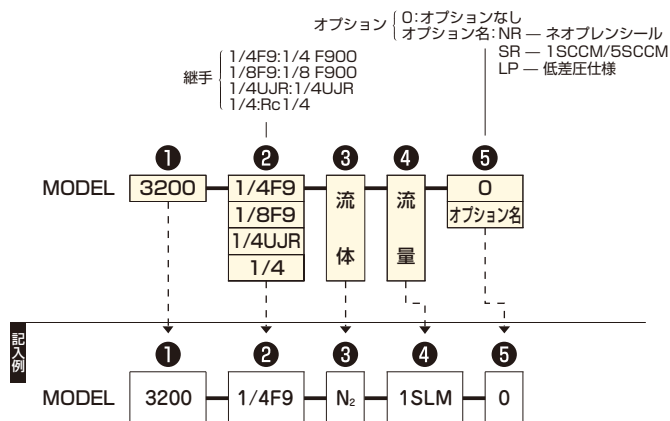 オプション 0:オプションなし
オプション名:NR — ネオプレンシール
SR — 1SCCM/5SCCM
LP — 低差圧仕様
継手
1/4F9:1/4 F900
1/8F9:1/8 F900
1/4UJR:1/4UJR
1/4:Rc1/4
❶ ❷ ❸ ❹ ❺
MODEL 3200 1/4F9 流体 流量 0
1/8F9 オプション名
1/4UJR
1/4
記入例
❶ ❷ ❸ ❹ ❺
MODEL 3200 1/4F9 N₂ 1SLM 0